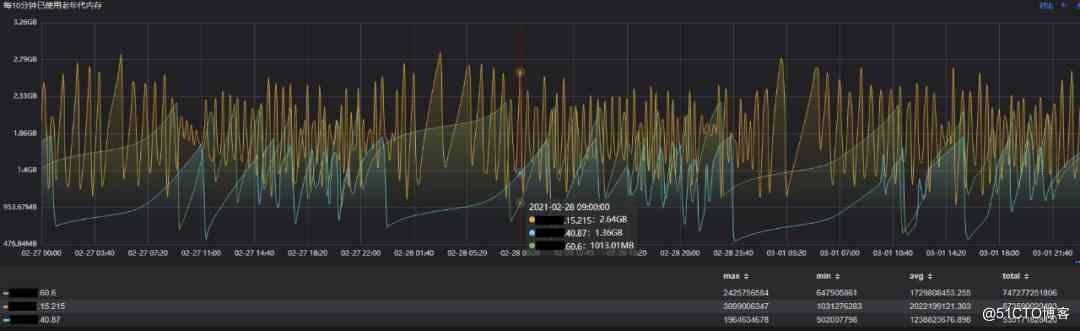 每10分钟已使用老年代内存
对比
3.26GB
2.79GB
2.33GB
1.86GB
1.4GB
953.67MB
476.84MB
02-27 00:00 02-27 03:40 02-27 07:20 02-27 11:00 02-27 14:40 02-27 18:20 02-27 22:00 02-28 01:40 02-28 05:20 02-28 20:00 02-28 23:40 03-01 03:20 03-01 07:00 03-01 10:40 03-01 14:20 03-01 18:00 03-01 21:40
2021-02-28 09:00:00
.15.215: 2.64GB
.40.87: 1.36GB
60.6: 1013.01MB
max min avg total
.60.6 2425756584 647905861 1729808453.255 747277251806
.15.215 3099006347 1031276283 2022199121.303
.40.87 1964634678 502007798 1238823676.898
@51CTO博客